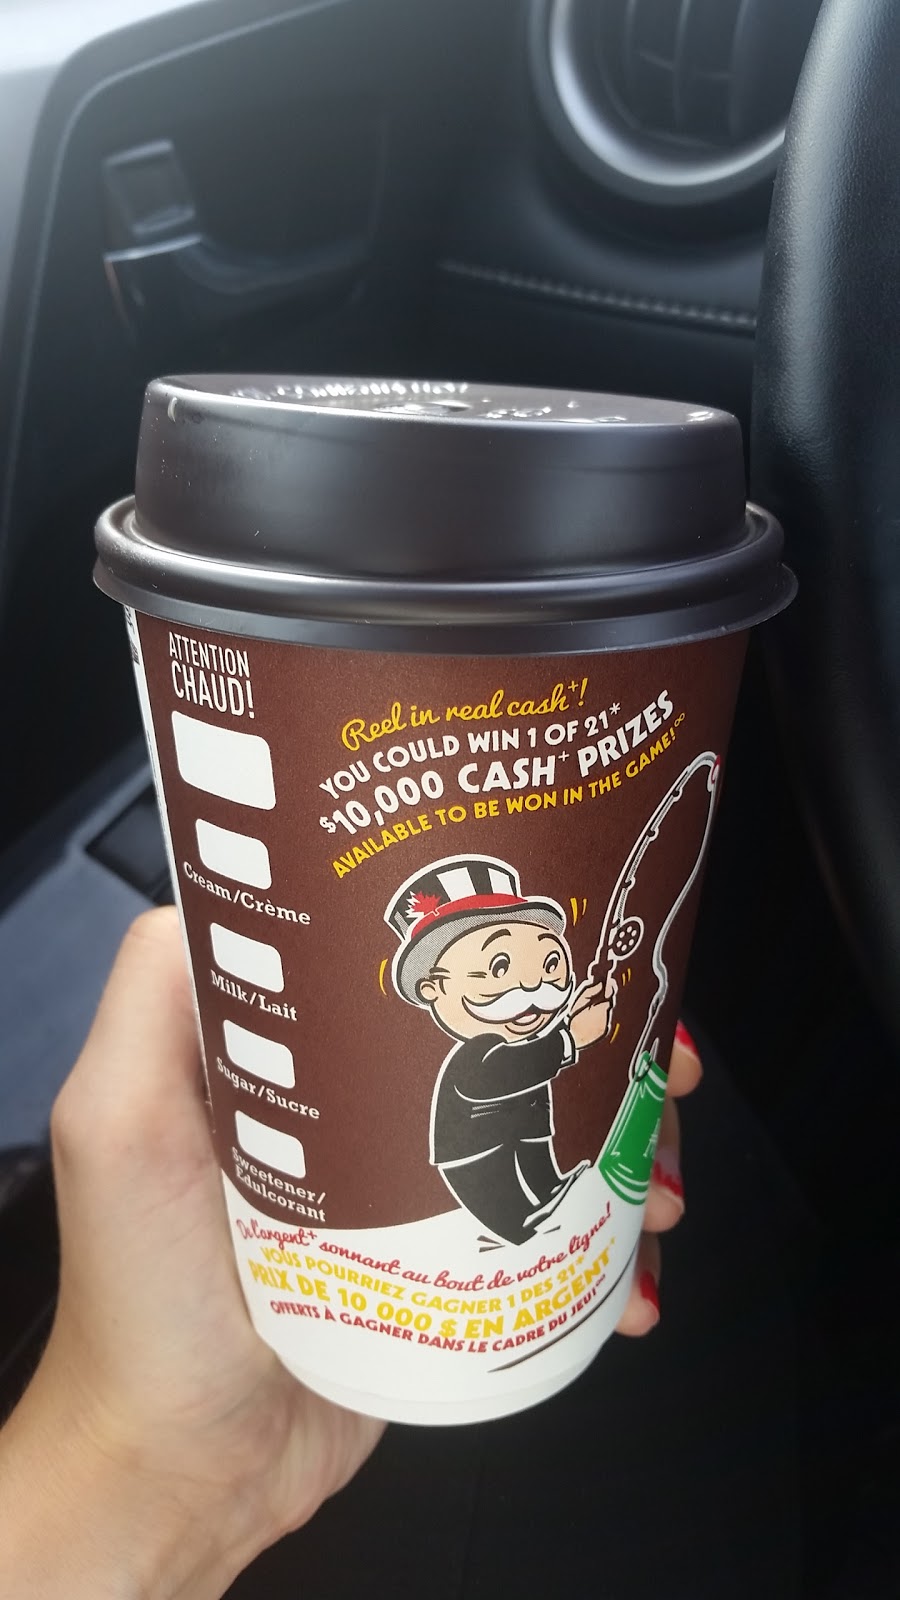 ATTENTION
CHAUD!
Cream/Crème
Milk/Lait
Sugar/Sucre
Sweetener/
Édulcorant
Reel in real cash⁺!
YOU COULD WIN 1 OF 21*
$10,000 CASH⁺ PRIZES
AVAILABLE TO BE WON IN THE GAME!∞
De l'argent⁺ sonnant au bout de votre ligne!
VOUS POURRIEZ GAGNER 1 DES 21*
PRIX DE 10 000 $ EN ARGENT⁺
OFFERTS À GAGNER DANS LE CADRE DU JEU!∞